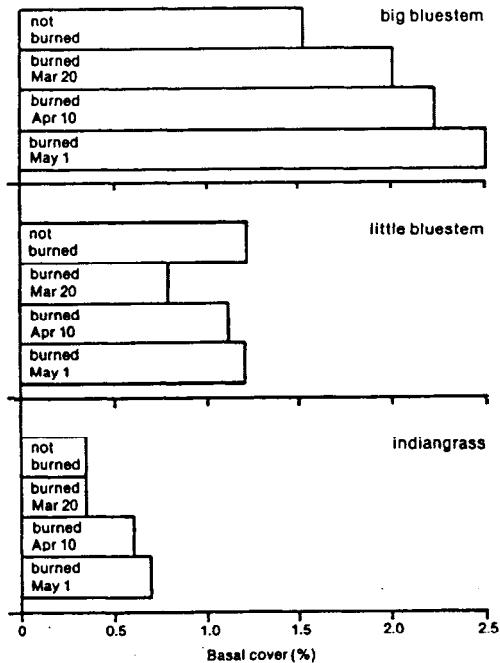 big bluestem
not
burned
burned
Mar 20
burned
Apr 10
burned
May 1
little bluestem
not
burned
burned
Mar 20
burned
Apr 10
burned
May 1
indiangrass
not
burned
burned
Mar 20
burned
Apr 10
burned
May 1
0 0.5 1.0 1.5 2.0 2.5
Basal cover (%)